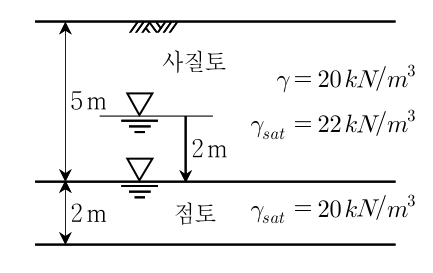 사질토
γ = 20 kN/m³
5 m
γsat = 22 kN/m³
2 m
2 m
점토
γsat = 20 kN/m³